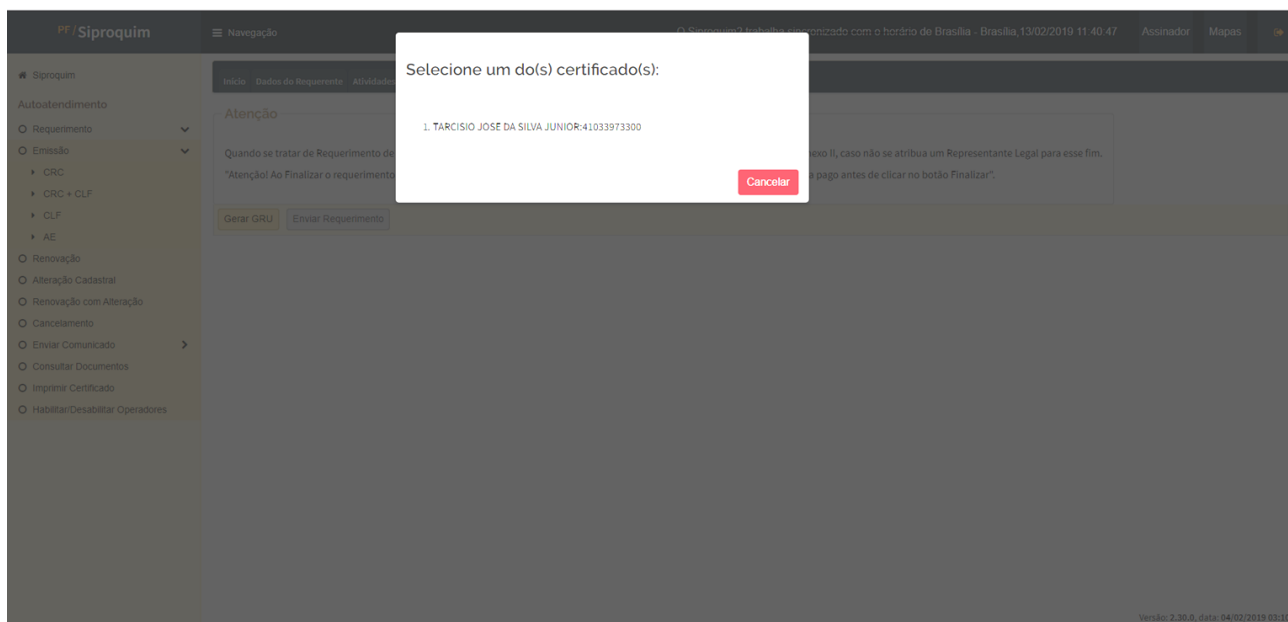 PF/Siproquim
Navegação
O Siproquim2 trabalha sincronizado com o horário de Brasília - Brasília,13/02/2019 11:40:47
Assinador
Mapas
Siproquim
Início Dados do Requerente Atividades
Selecione um do(s) certificado(s):
Autoatendimento
Atenção
1. TARCISIO JOSE DA SILVA JUNIOR:41033973300
Requerimento
Emissão
Quando se tratar de Requerimento de
exo II, caso não se atribua um Representante Legal para esse fim.
CRC
"Atenção! Ao Finalizar o requerimento
a pago antes de clicar no botão Finalizar".
Cancelar
CRC + CLF
CLF
Gerar GRU
Enviar Requerimento
AE
Renovação
Alteração Cadastral
Renovação com Alteração
Cancelamento
Enviar Comunicado
Consultar Documentos
Imprimir Certificado
Habilitar/Desabilitar Operadores
Versão: 2.30.0, data: 04/02/2019 03:10